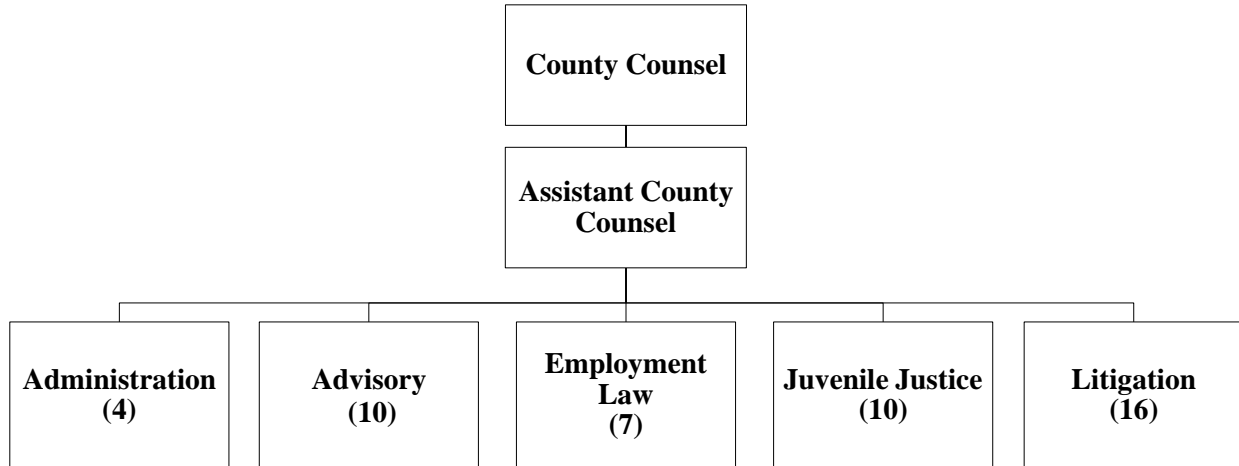 County Counsel
Assistant County
Counsel
Administration
(4)
Advisory
(10)
Employment
Law
(7)
Juvenile Justice
(10)
Litigation
(16)